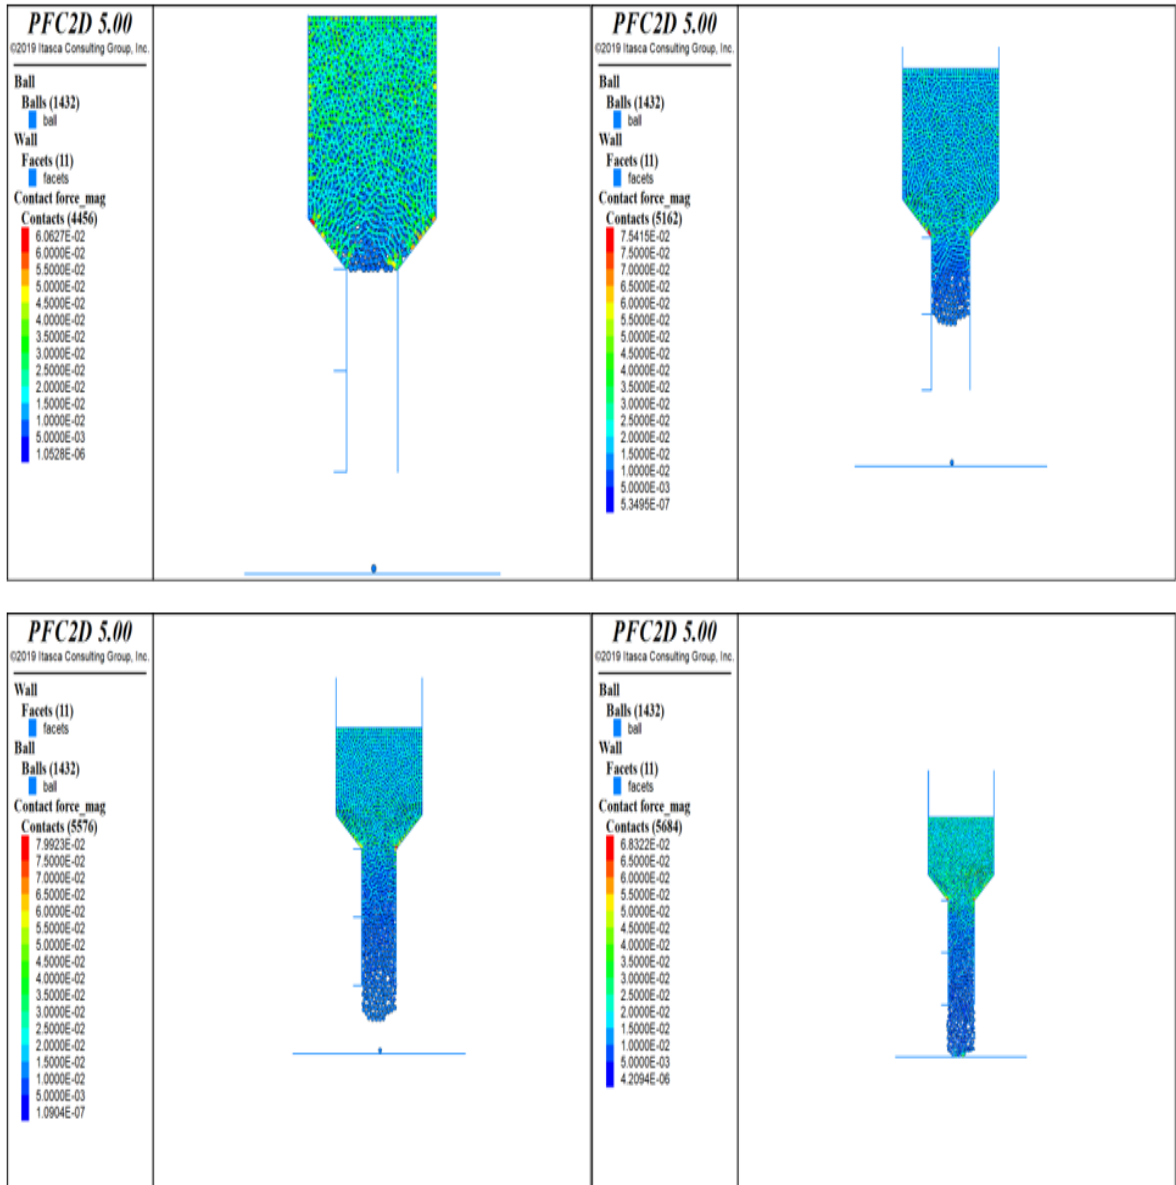 PFC2D 5.00
©2019 Itasca Consulting Group, Inc.
Ball
Balls (1432)
ball
Wall
Facets (11)
facets
Contact force_mag
Contacts (4456)
6.0627E-02
6.0000E-02
5.5000E-02
5.0000E-02
4.5000E-02
4.0000E-02
3.5000E-02
3.0000E-02
2.5000E-02
2.0000E-02
1.5000E-02
1.0000E-02
5.0000E-03
1.0528E-06
PFC2D 5.00
©2019 Itasca Consulting Group, Inc.
Ball
Balls (1432)
ball
Wall
Facets (11)
facets
Contact force_mag
Contacts (5162)
7.5415E-02
7.5000E-02
7.0000E-02
6.5000E-02
6.0000E-02
5.5000E-02
5.0000E-02
4.5000E-02
4.0000E-02
3.5000E-02
3.0000E-02
2.5000E-02
2.0000E-02
1.5000E-02
1.0000E-02
5.0000E-03
5.3495E-07
PFC2D 5.00
©2019 Itasca Consulting Group, Inc.
Wall
Facets (11)
facets
Ball
Balls (1432)
ball
Contact force_mag
Contacts (5576)
7.9923E-02
7.5000E-02
7.0000E-02
6.5000E-02
6.0000E-02
5.5000E-02
5.0000E-02
4.5000E-02
4.0000E-02
3.5000E-02
3.0000E-02
2.5000E-02
2.0000E-02
1.5000E-02
1.0000E-02
5.0000E-03
1.0904E-07
PFC2D 5.00
©2019 Itasca Consulting Group, Inc.
Ball
Balls (1432)
ball
Wall
Facets (11)
facets
Contact force_mag
Contacts (5684)
6.8322E-02
6.5000E-02
6.0000E-02
5.5000E-02
5.0000E-02
4.5000E-02
4.0000E-02
3.5000E-02
3.0000E-02
2.5000E-02
2.0000E-02
1.5000E-02
1.0000E-02
5.0000E-03
4.2094E-06